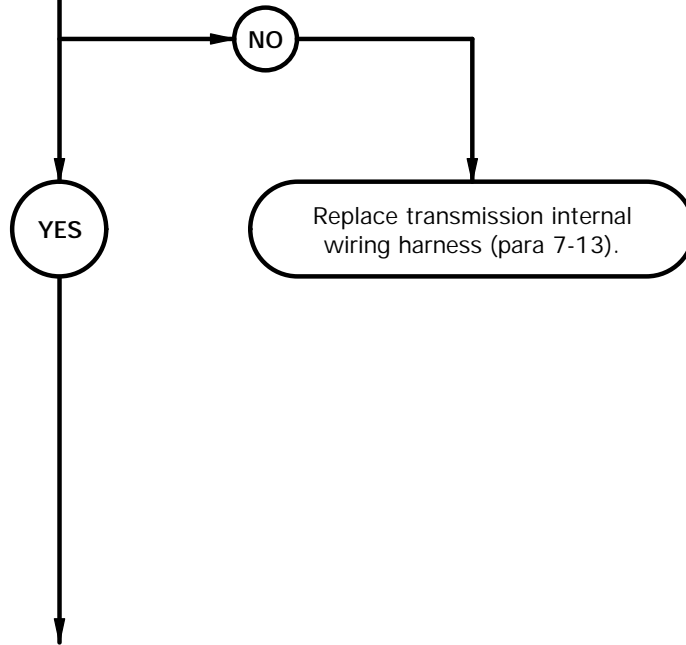 NO
YES
Replace transmission internal
wiring harness (para 7-13).